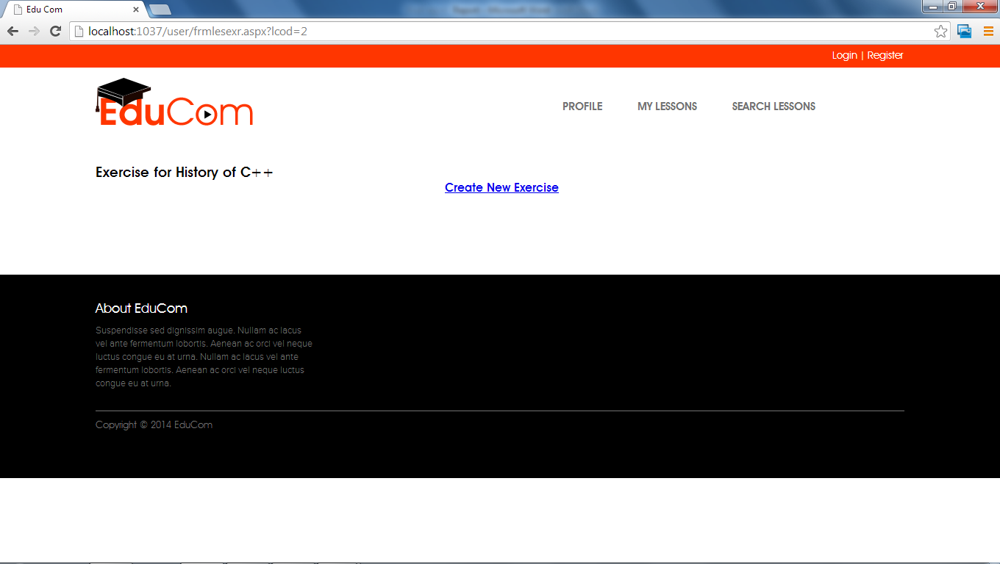 Edu Com
localhost:1037/user/frmlesexr.aspx?lcod=2
Login | Register
EduCom
PROFILE MY LESSONS SEARCH LESSONS
Exercise for History of C++
Create New Exercise
About EduCom
Suspendisse sed dignissim augue. Nullam ac lacus
vel ante fermentum lobortis. Aenean ac orci vel neque
luctus congue eu at urna. Nullam ac lacus vel ante
fermentum lobortis. Aenean ac orci vel neque luctus
congue eu at urna.
Copyright © 2014 EduCom